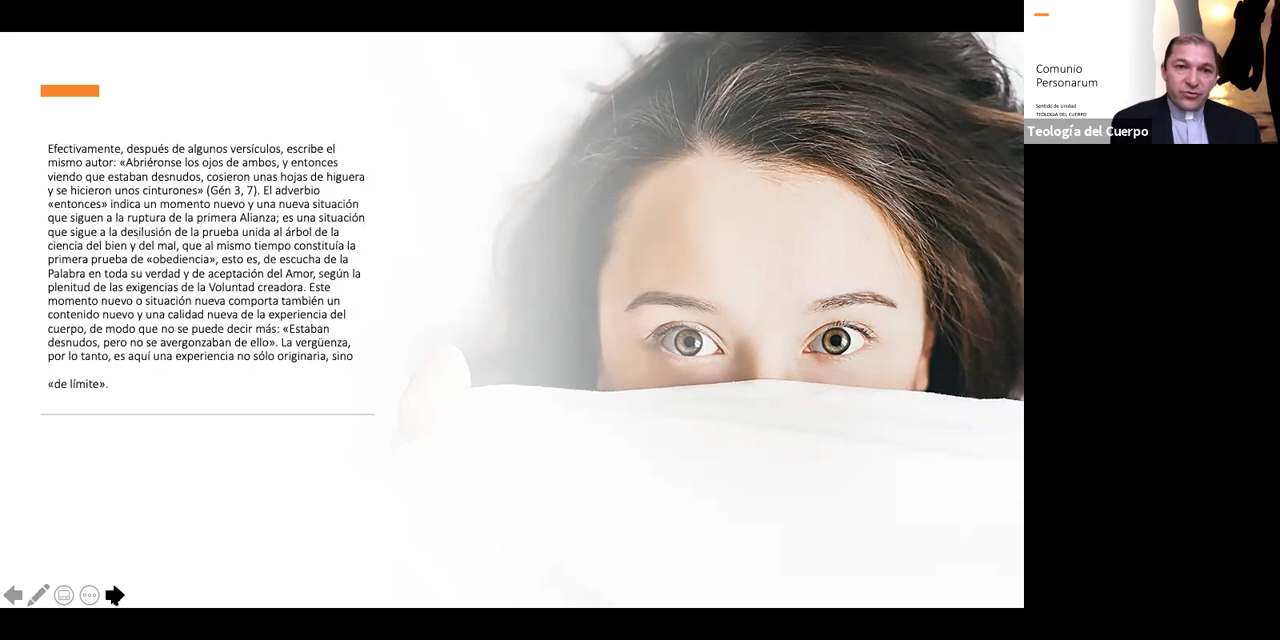 Efectivamente, después de algunos versículos, escribe el
mismo autor: «Abriéronse los ojos de ambos, y entonces
viendo que estaban desnudos, cosieron unas hojas de higuera
y se hicieron unos cinturones» (Gén 3, 7). El adverbio
«entonces» indica un momento nuevo y una nueva situación
que siguen a la ruptura de la primera Alianza; es una situación
que sigue a la desilusión de la prueba unida al árbol de la
ciencia del bien y del mal, que al mismo tiempo constituía la
primera prueba de «obediencia», esto es, de escucha de la
Palabra en toda su verdad y de aceptación del Amor, según la
plenitud de las exigencias de la Voluntad creadora. Este
momento nuevo o situación nueva comporta también un
contenido nuevo y una calidad nueva de la experiencia del
cuerpo, de modo que no se puede decir más: «Estaban
desnudos, pero no se avergonzaban de ello». La vergüenza,
por lo tanto, es aquí una experiencia no sólo originaria, sino
«de límite».
Comunio
Personarum
Sentido de Unidad
TEOLOGIA DEL CUERPO
Teología del Cuerpo